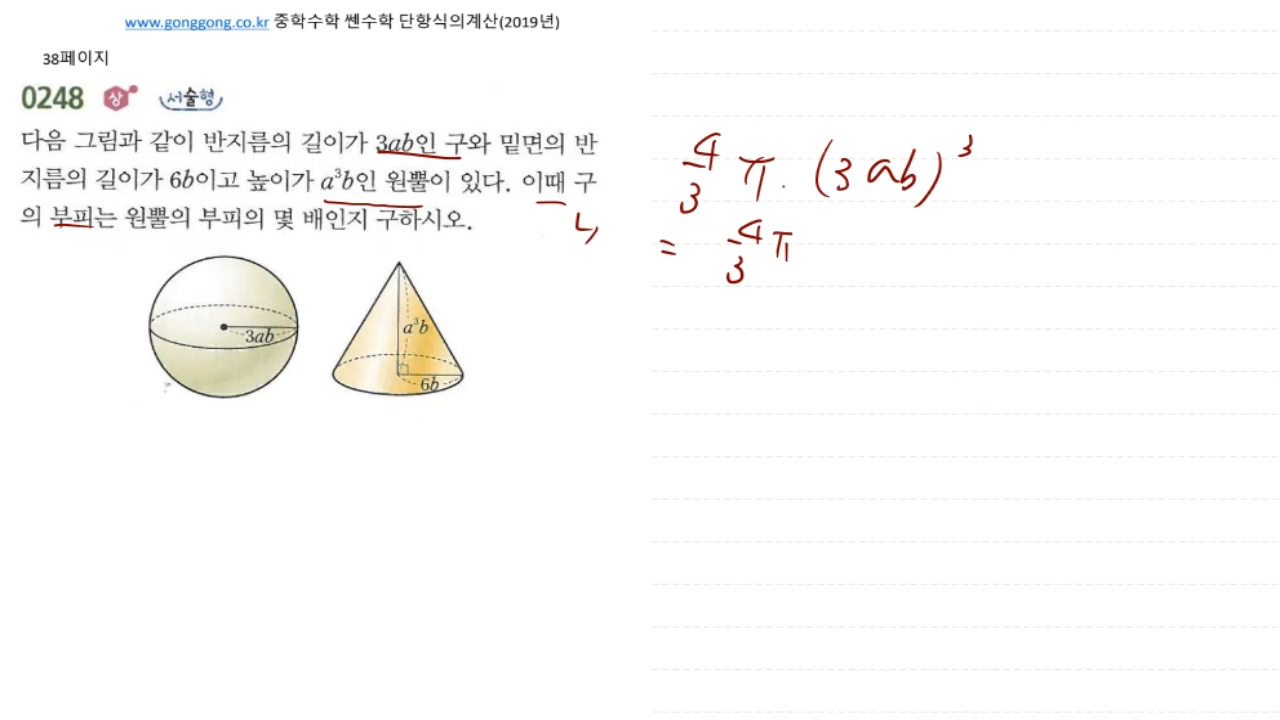 www.gonggong.co.kr 중학수학 쎈수학 단항식의계산(2019년)
38페이지
0248 상 서술형
다음 그림과 같이 반지름의 길이가 3ab인 구와 밑면의 반
지름의 길이가 6b이고 높이가 a³b인 원뿔이 있다. 이때 구
의 부피는 원뿔의 부피의 몇 배인지 구하시오.
3ab
a³b
6b
4/3 π · (3ab)³
= 4/3 π